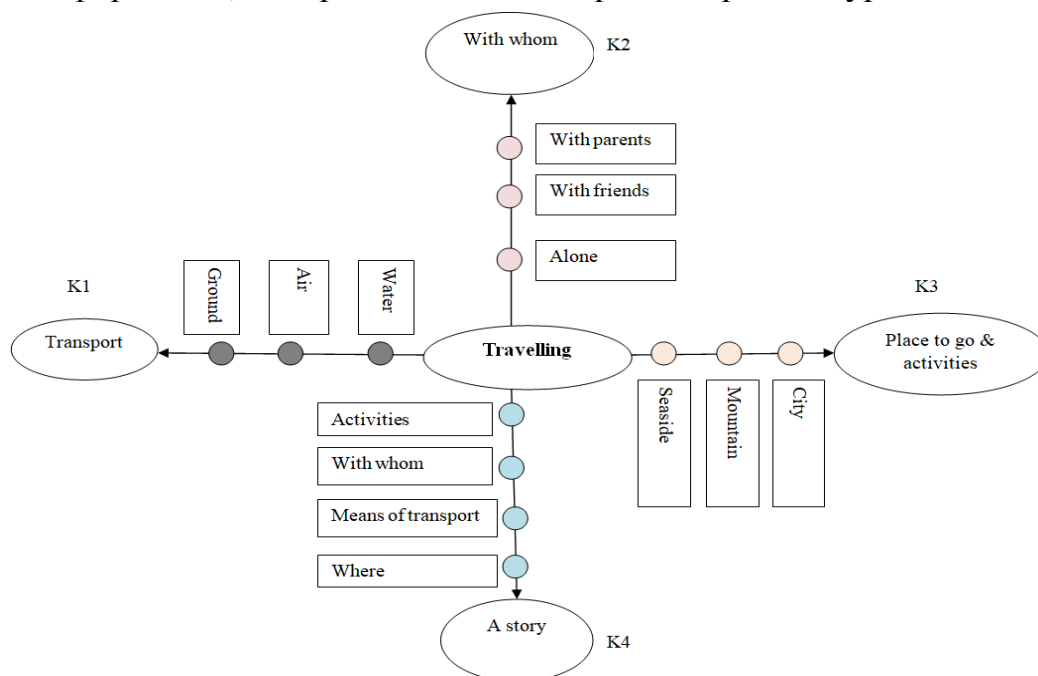 With whom
K2
With parents
With friends
Alone
Ground
Air
Water
K1
Transport
Travelling
K3
Place to go &
activities
Seaside
Mountain
City
Activities
With whom
Means of transport
Where
A story
K4